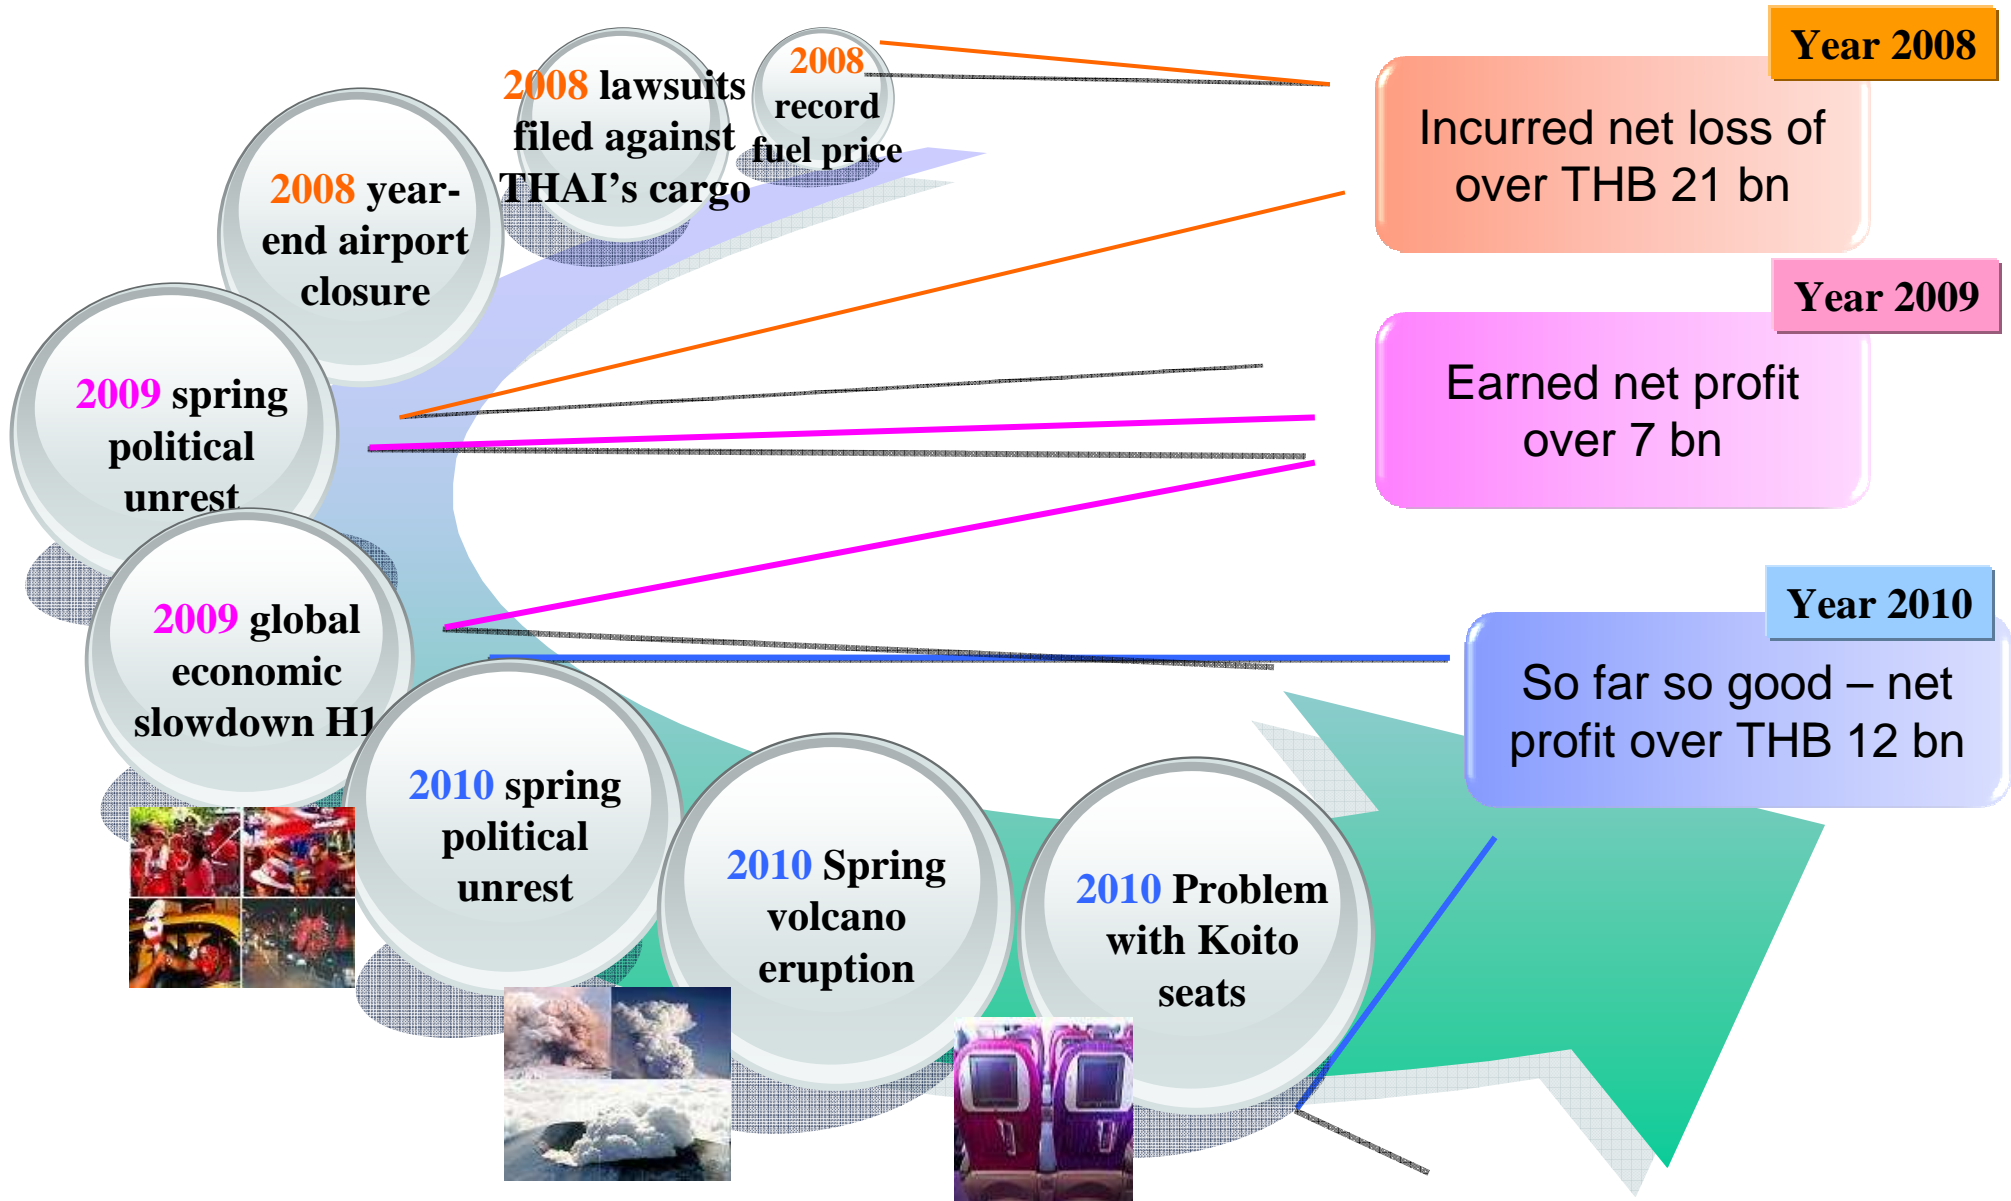 2008
record
fuel price
2008 lawsuits
filed against
THAI's cargo
2008 year-
end airport
closure
2009 spring
political
unrest
2009 global
economic
slowdown H1
2010 spring
political
unrest
2010 Spring
volcano
eruption
2010 Problem
with Koito
seats
Year 2008
Incurred net loss of
over THB 21 bn
Year 2009
Earned net profit
over 7 bn
Year 2010
So far so good – net
profit over THB 12 bn